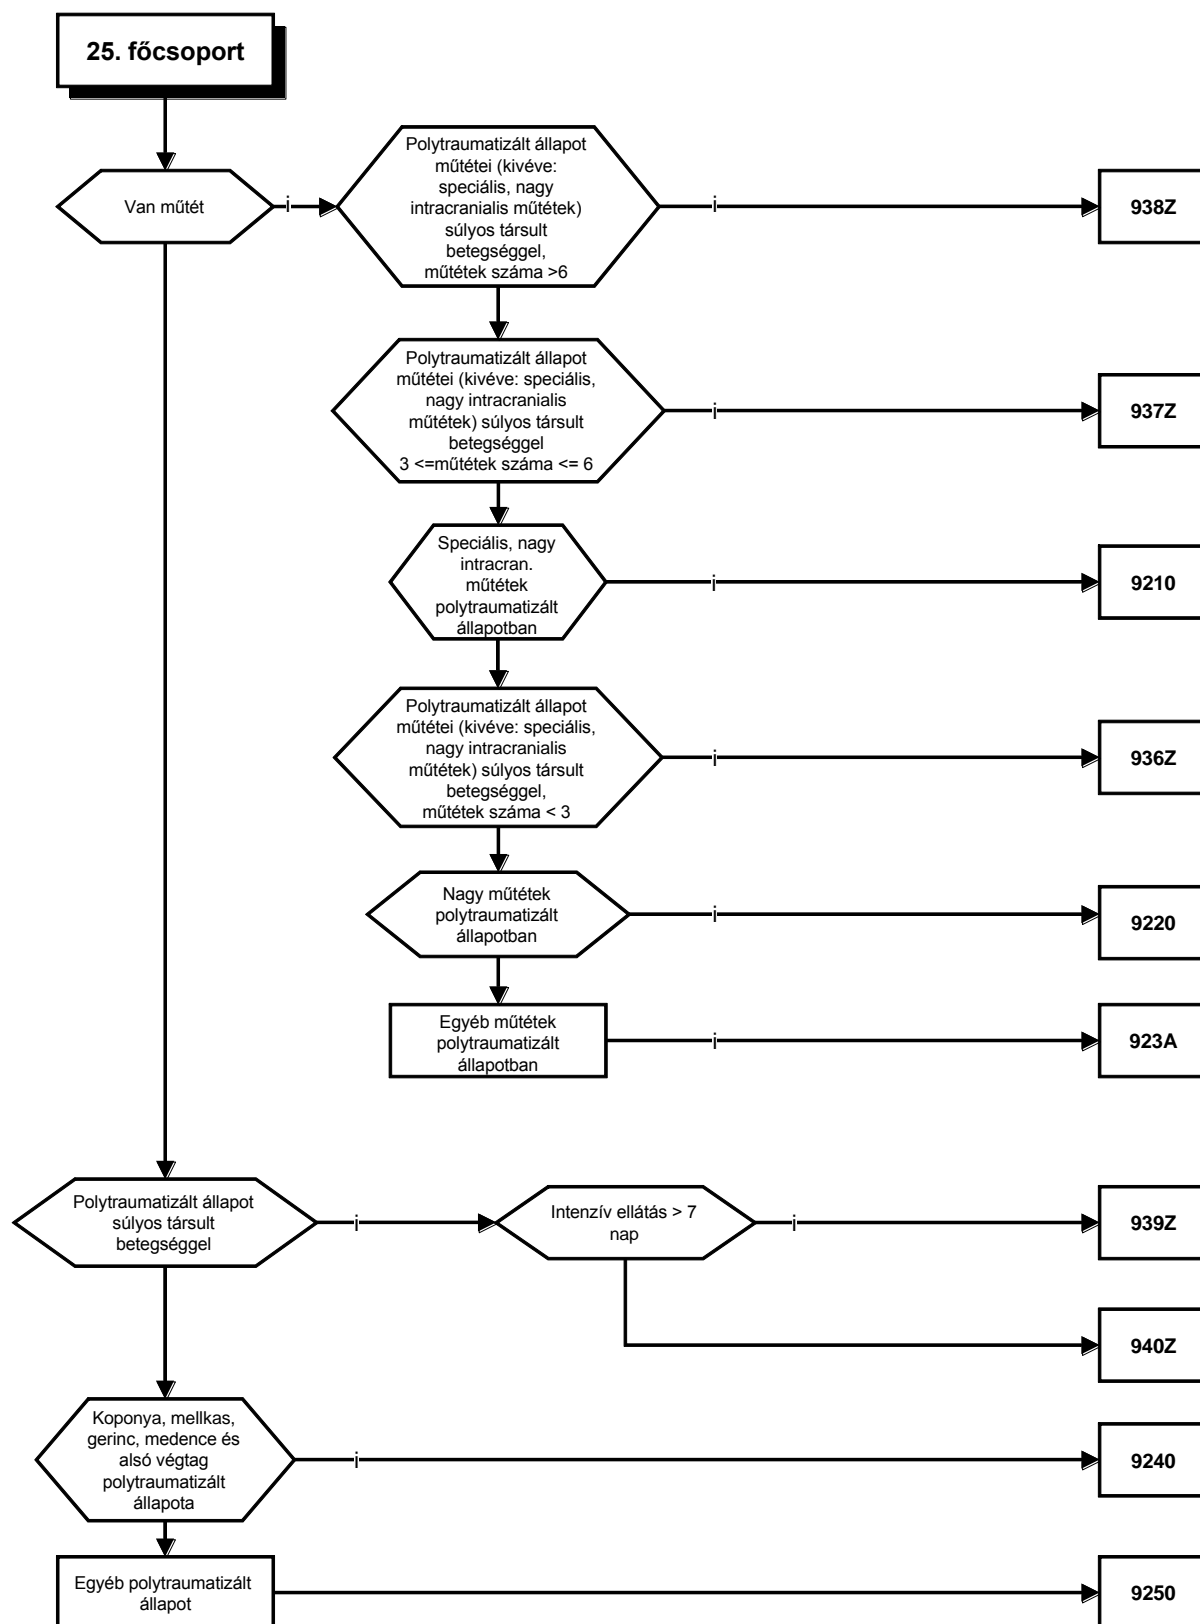 25. főcsoport
Van műtét
i
Polytraumatizált állapot
műtétei (kivéve:
speciális, nagy
intracranialis műtétek)
súlyos társult
betegséggel,
műtétek száma >6
i
938Z
Polytraumatizált állapot
műtétei (kivéve: speciális,
nagy intracranialis
műtétek) súlyos társult
betegséggel
3 <=műtétek száma <= 6
i
937Z
Speciális, nagy
intracran.
műtétek
polytraumatizált
állapotban
i
9210
Polytraumatizált állapot
műtétei (kivéve: speciális,
nagy intracranialis
műtétek) súlyos társult
betegséggel,
műtétek száma < 3
i
936Z
Nagy műtétek
polytraumatizált
állapotban
i
9220
Egyéb műtétek
polytraumatizált
állapotban
i
923A
Polytraumatizált állapot
súlyos társult
betegséggel
i
Intenzív ellátás > 7
nap
i
939Z
940Z
Koponya, mellkas,
gerinc, medence és
alsó végtag
polytraumatizált
állapota
i
9240
Egyéb polytraumatizált
állapot
9250